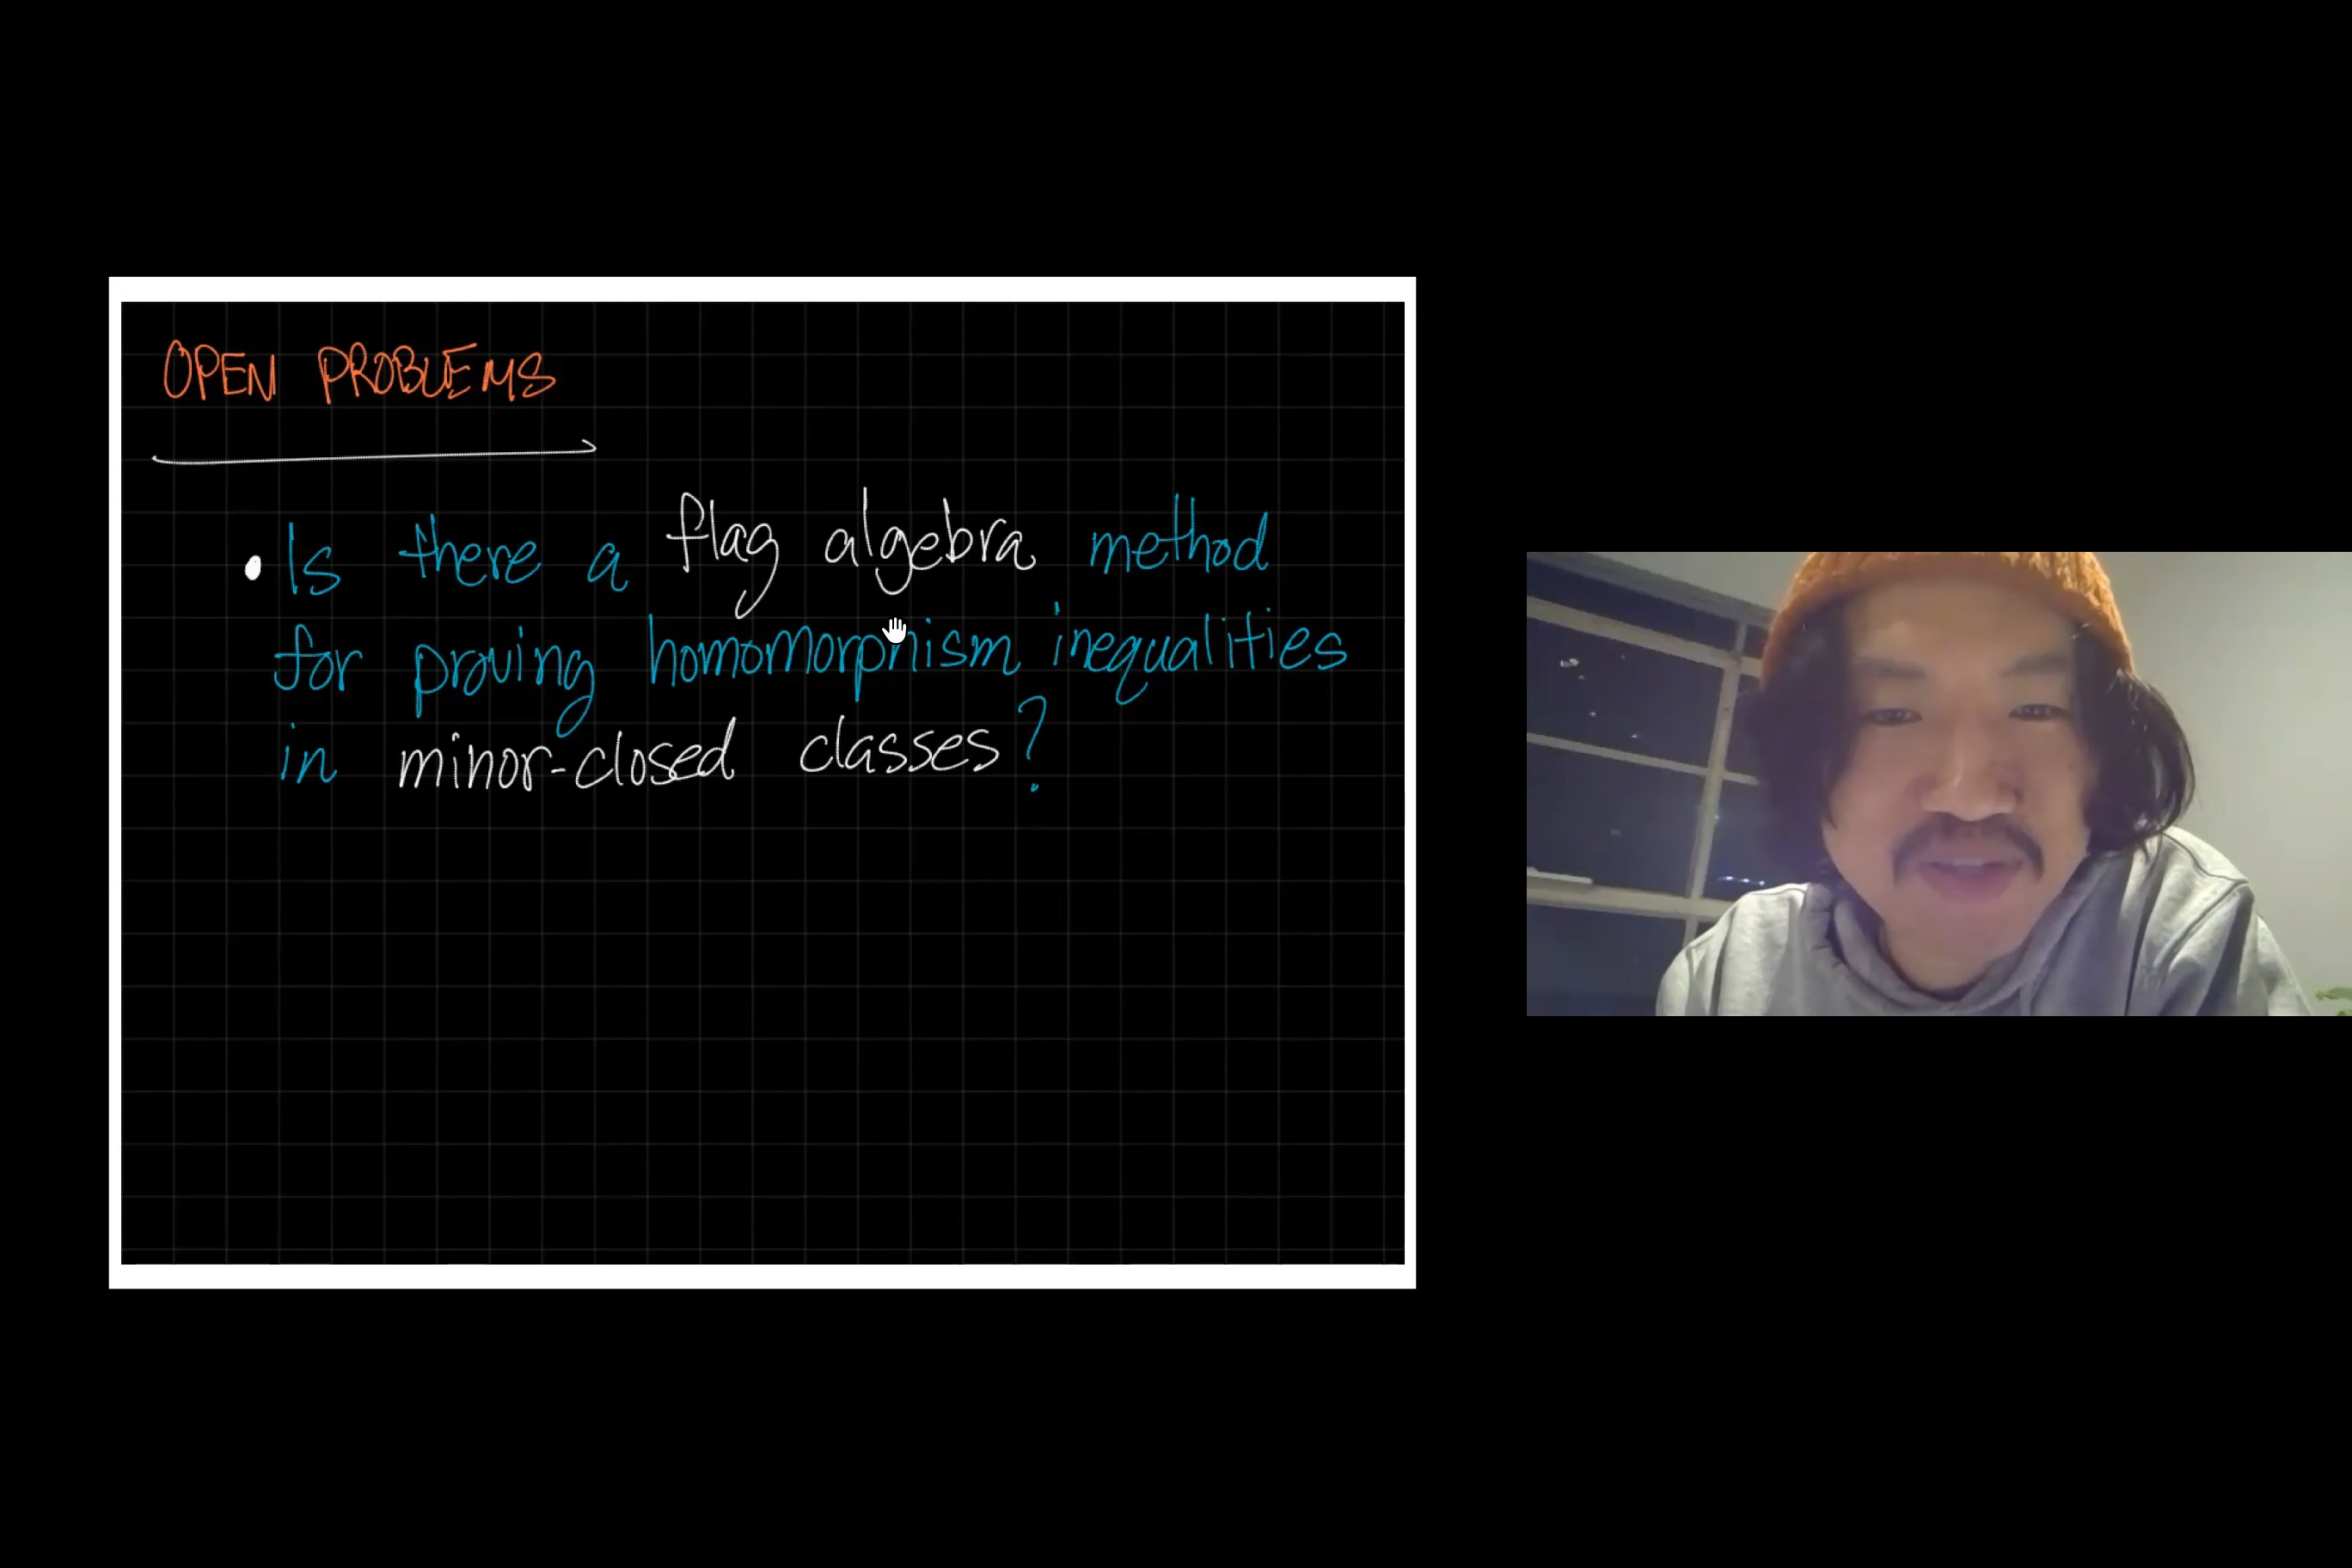 OPEN PROBLEMS
• Is there a flag algebra method
for proving homomorphism inequalities
in minor-closed classes?